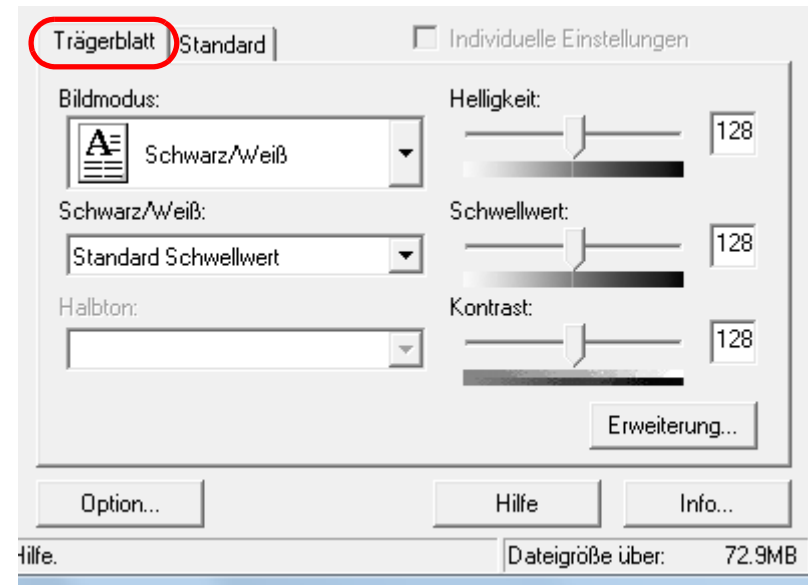 Trägerblatt Standard Individuelle Einstellungen
Bildmodus: Helligkeit:
A Schwarz/Weiß 128
Schwarz/Weiß: Schwellwert:
Standard Schwellwert 128
Halbton: Kontrast:
128
Erweiterung...
Option... Hilfe Info...
Hilfe. Dateigröße über: 72.9MB